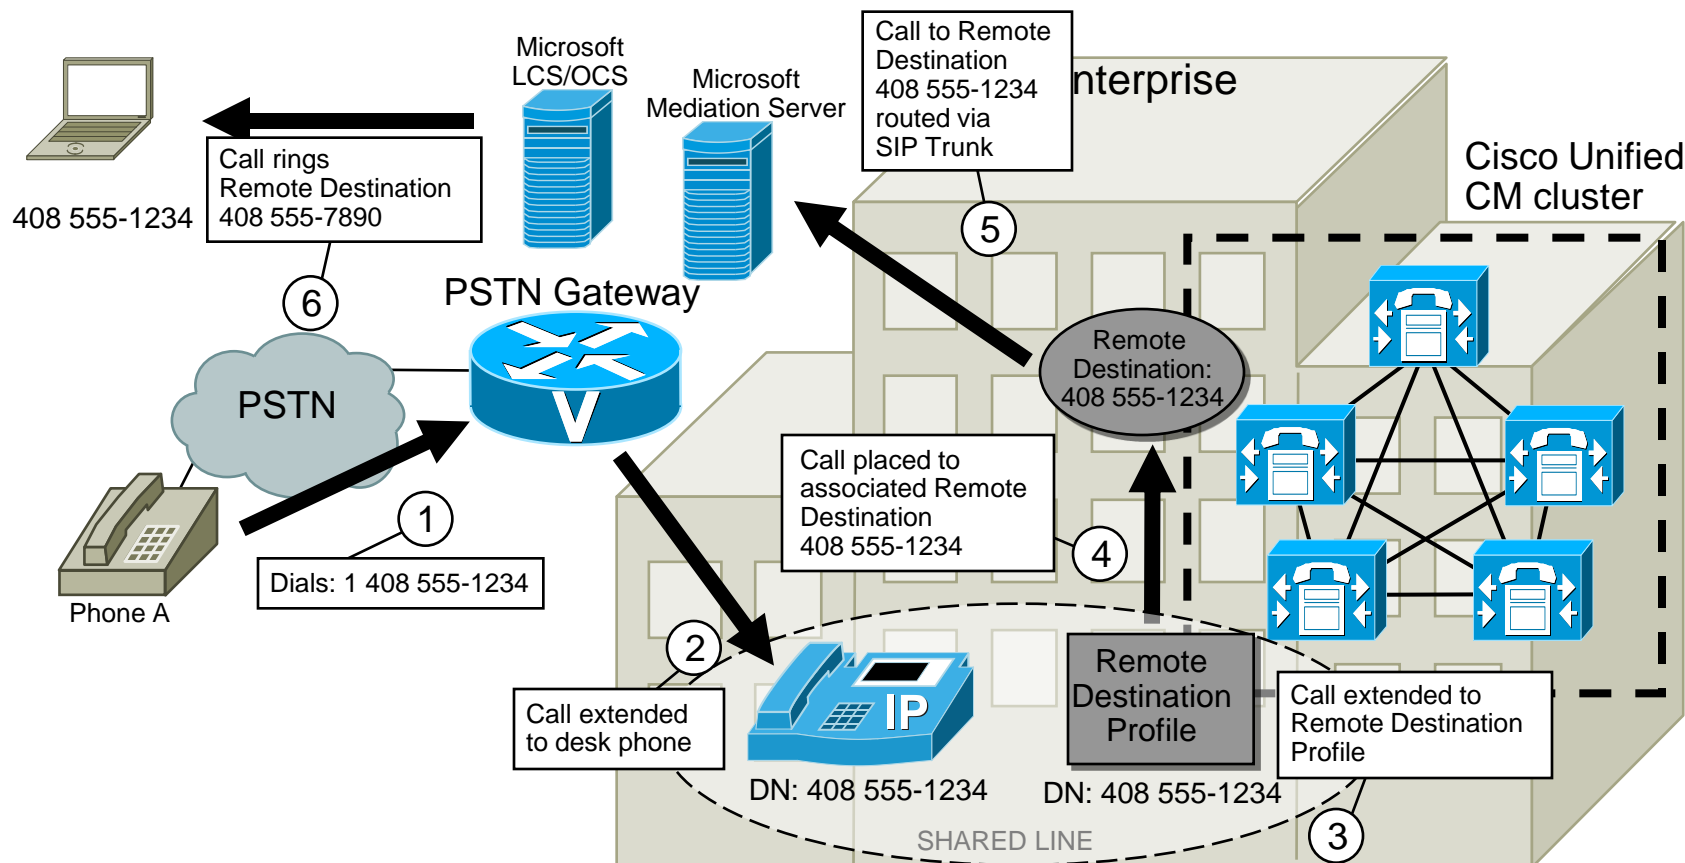 Microsoft
LCS/OCS
Microsoft
Mediation Server
Call to Remote
Destination
408 555-1234
routed via
SIP Trunk
nterprise
Cisco Unified
CM cluster
408 555-1234
Call rings
Remote Destination
408 555-7890
5
6
PSTN Gateway
PSTN
V
Remote
Destination:
408 555-1234
Call placed to
associated Remote
Destination
408 555-1234
4
1
Dials: 1 408 555-1234
Phone A
2
Call extended
to desk phone
IP
DN: 408 555-1234
Remote
Destination
Profile
DN: 408 555-1234
Call extended to
Remote Destination
Profile
3
SHARED LINE